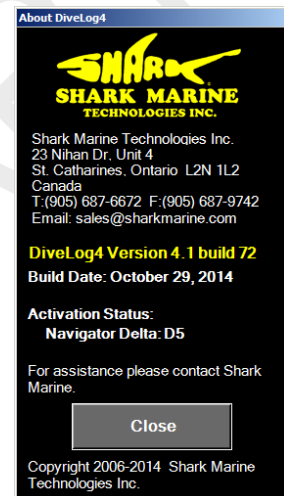 About DiveLog4
SHARK
SHARK MARINE
TECHNOLOGIES INC.
Shark Marine Technologies Inc.
23 Nihan Dr, Unit 4
St. Catharines, Ontario L2N 1L2
Canada
T:(905) 687-6672 F:(905) 687-9742
Email: sales@sharkmarine.com
DiveLog4 Version 4.1 build 72
Build Date: October 29, 2014
Activation Status:
Navigator Delta: D5
For assistance please contact Shark
Marine.
Close
Copyright 2006-2014 Shark Marine
Technologies Inc.